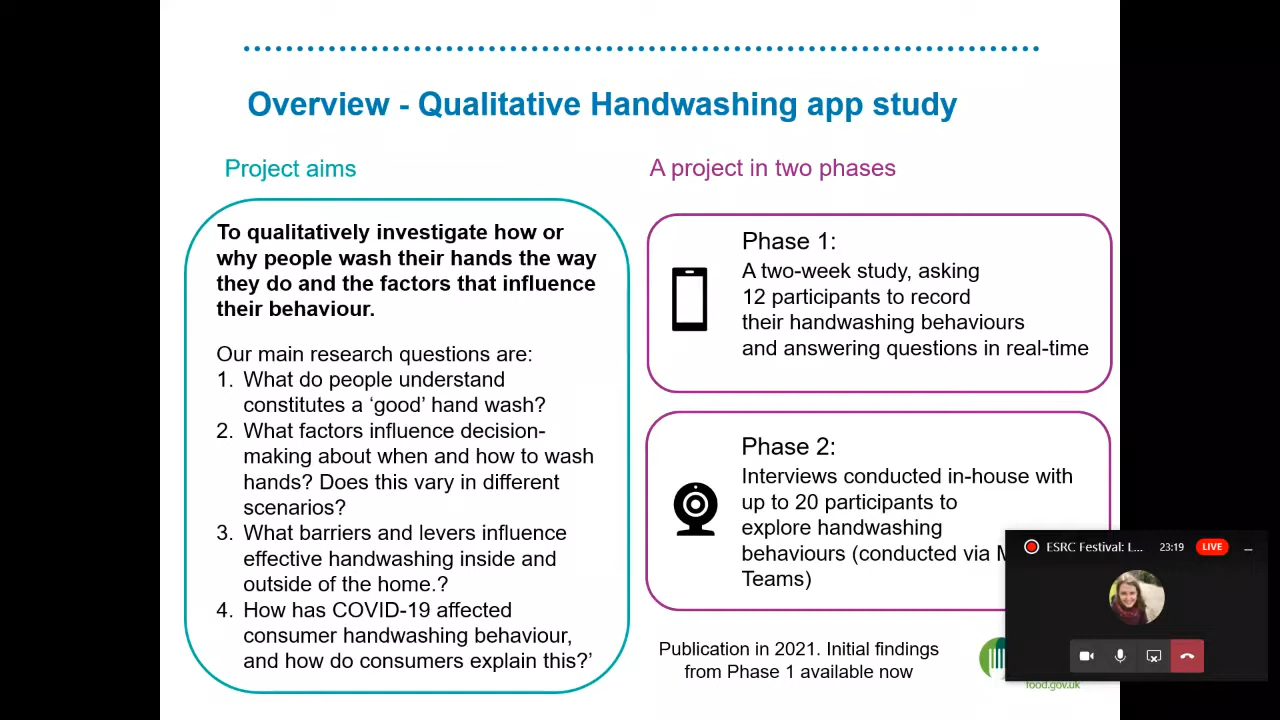 Overview - Qualitative Handwashing app study
Project aims
To qualitatively investigate how or
why people wash their hands the way
they do and the factors that influence
their behaviour.
Our main research questions are:
1. What do people understand
constitutes a ‘good’ hand wash?
2. What factors influence decision-
making about when and how to wash
hands? Does this vary in different
scenarios?
3. What barriers and levers influence
effective handwashing inside and
outside of the home.?
4. How has COVID-19 affected
consumer handwashing behaviour,
and how do consumers explain this?’
A project in two phases
Phase 1:
A two-week study, asking
12 participants to record
their handwashing behaviours
and answering questions in real-time
Phase 2:
Interviews conducted in-house with
up to 20 participants to
explore handwashing
behaviours (conducted via
Teams)
Publication in 2021. Initial findings
from Phase 1 available now
food.gov.uk
ESRC Festival: L... 23:19 LIVE